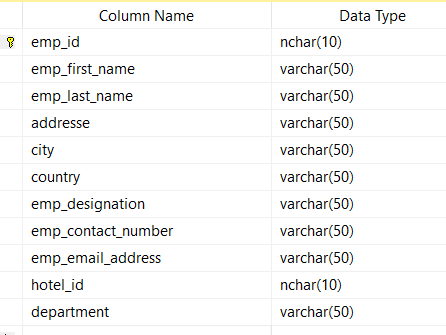 Column Name Data Type
emp_id nchar(10)
emp_first_name varchar(50)
emp_last_name varchar(50)
addresse varchar(50)
city varchar(50)
country varchar(50)
emp_designation varchar(50)
emp_contact_number varchar(50)
emp_email_address varchar(50)
hotel_id nchar(10)
department varchar(50)